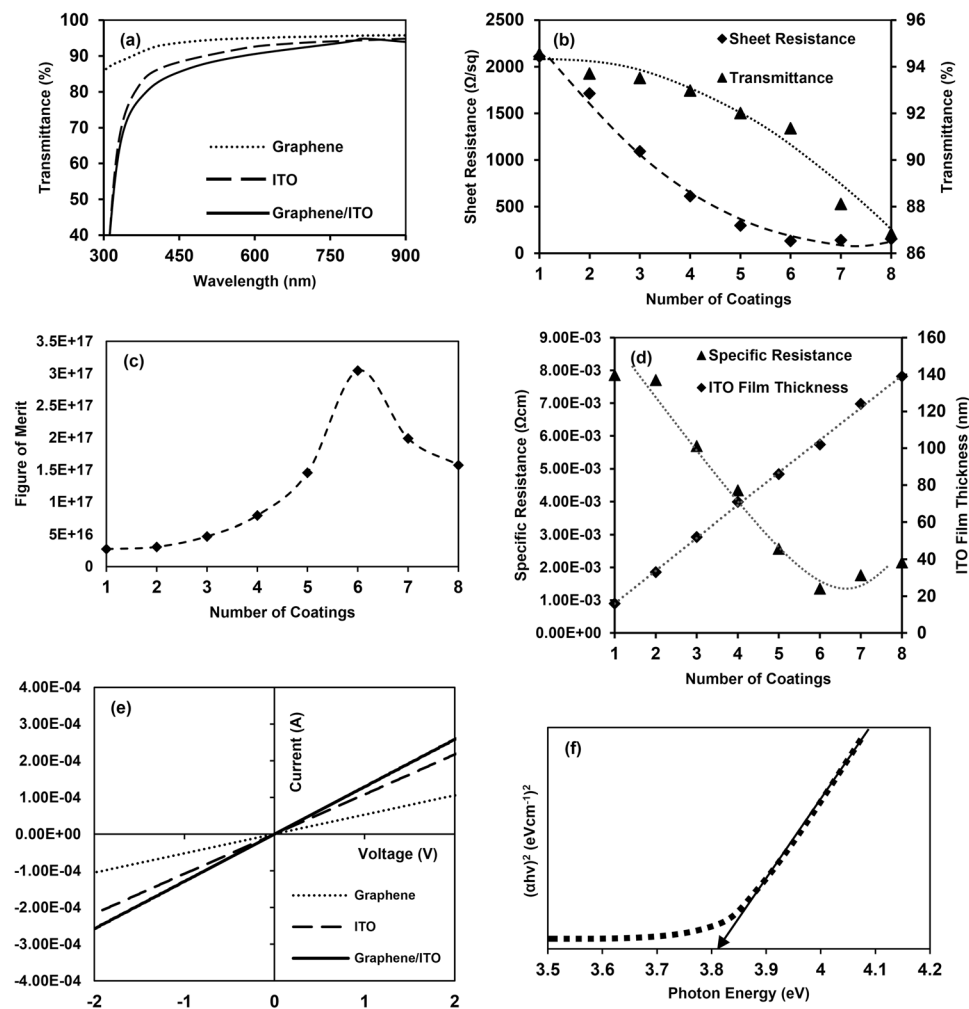 (a)
Transmittance (%)
100
90
80
70
60
50
40
Graphene
ITO
Graphene/ITO
300
450
600
750
900
Wavelength (nm)
(b)
Sheet Resistance (Ω/sq)
2500
2000
1500
1000
500
0
Sheet Resistance
Transmittance
96
94
92
90
88
86
Transmittance (%)
1
2
3
4
5
6
7
8
Number of Coatings
(c)
Figure of Merit
3.5E+17
3E+17
2.5E+17
2E+17
1.5E+17
1E+17
5E+16
0
1
2
3
4
5
6
7
8
Number of Coatings
(d)
Specific Resistance (Ωcm)
9.00E-03
8.00E-03
7.00E-03
6.00E-03
5.00E-03
4.00E-03
3.00E-03
2.00E-03
1.00E-03
0.00E+00
Specific Resistance
ITO Film Thickness
160
140
120
100
80
60
40
20
0
ITO Film Thickness (nm)
1
2
3
4
5
6
7
8
Number of Coatings
(e)
4.00E-04
3.00E-04
2.00E-04
1.00E-04
0.00E+00
-1.00E-04
-2.00E-04
-3.00E-04
-4.00E-04
Current (A)
Voltage (V)
Graphene
ITO
Graphene/ITO
-2
-1
0
1
2
(f)
(αhν)² (eVcm⁻¹)²
3.5
3.6
3.7
3.8
3.9
4
4.1
4.2
Photon Energy (eV)